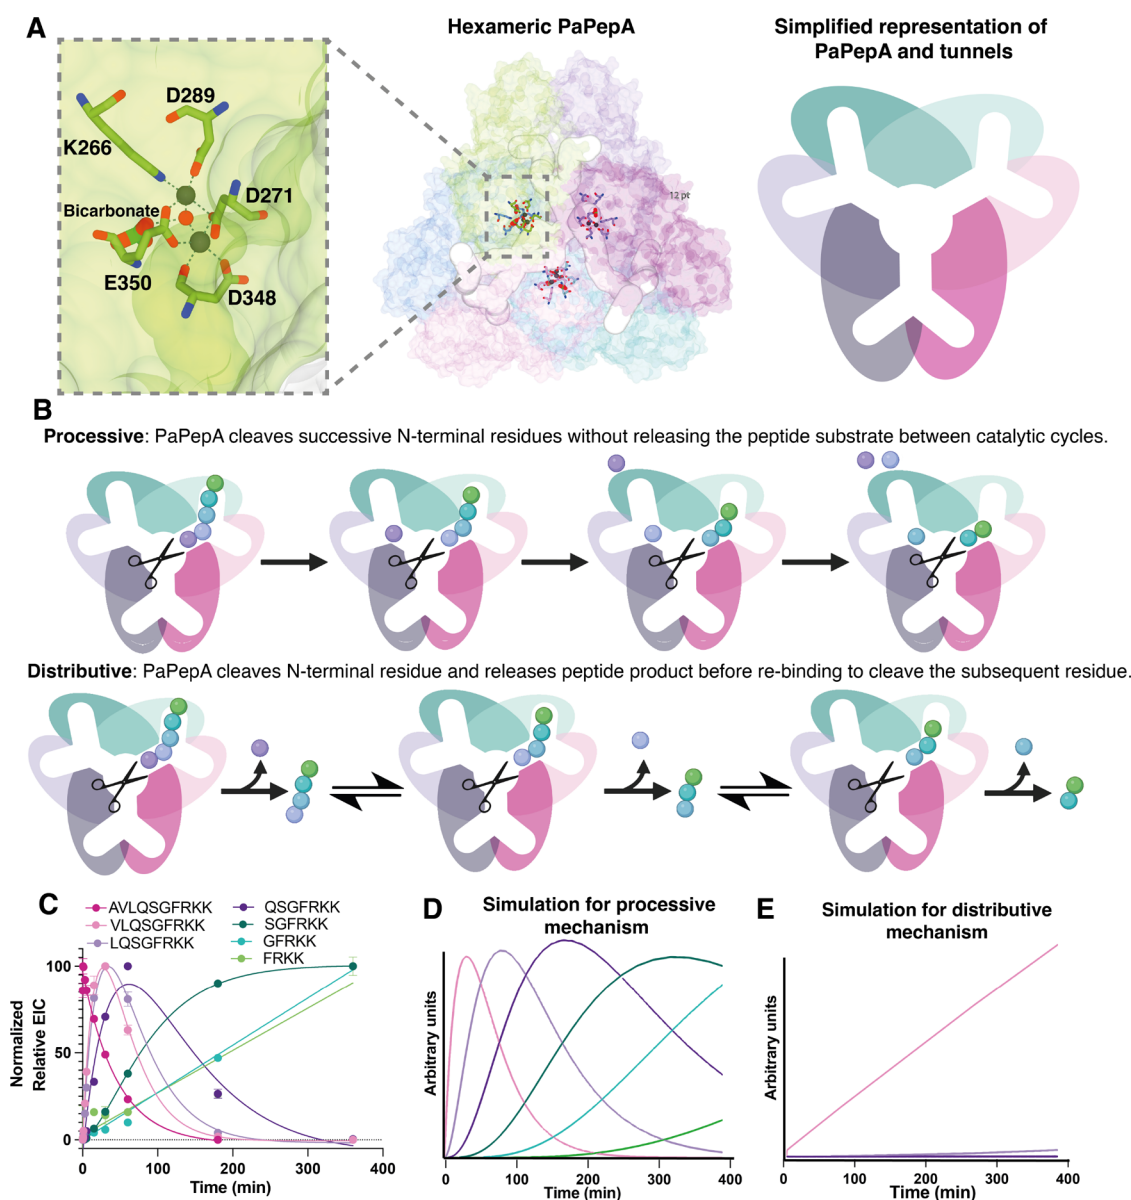 A
Hexameric PaPepA
Simplified representation of
PaPepA and tunnels
D289
K266
D271
Bicarbonate
E350
D348
12 pt
B
Processive: PaPepA cleaves successive N-terminal residues without releasing the peptide substrate between catalytic cycles.
Distributive: PaPepA cleaves N-terminal residue and releases peptide product before re-binding to cleave the subsequent residue.
C
AVLQSGFRKK
VLQSGFRKK
LQSGFRKK
QSGFRKK
SGFRKK
GFRKK
FRKK
Normalized
Relative EIC
100
50
0
0 100 200 300 400
Time (min)
D
Simulation for processive
mechanism
Arbitrary units
0 100 200 300 400
Time (min)
E
Simulation for distributive
mechanism
Arbitrary units
0 100 200 300 400
Time (min)